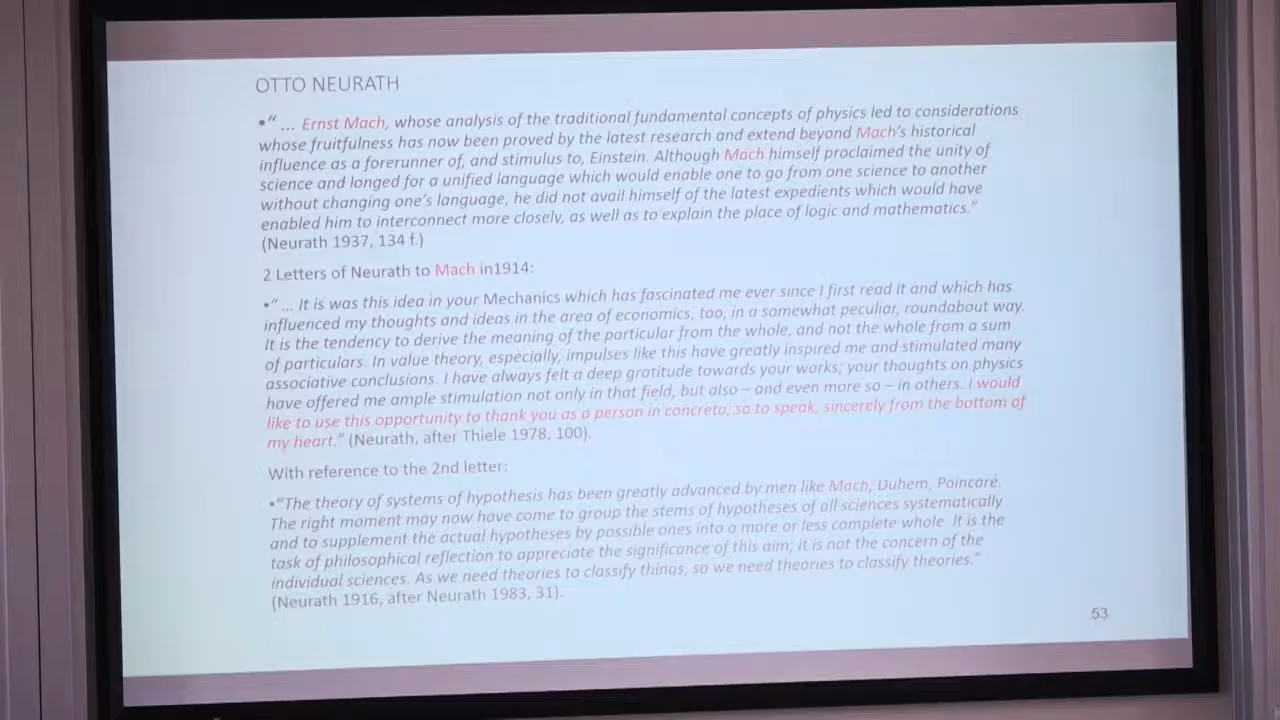 OTTO NEURATH
•“ ... Ernst Mach, whose analysis of the traditional fundamental concepts of physics led to considerations
whose fruitfulness has now been proved by the latest research and extend beyond Mach’s historical
influence as a forerunner of, and stimulus to, Einstein. Although Mach himself proclaimed the unity of
science and longed for a unified language which would enable one to go from one science to another
without changing one’s language, he did not avail himself of the latest expedients which would have
enabled him to interconnect more closely, as well as to explain the place of logic and mathematics.”
(Neurath 1937, 134 f.)
2 Letters of Neurath to Mach in1914:
•“ ... It is was this idea in your Mechanics which has fascinated me ever since I first read it and which has
influenced my thoughts and ideas in the area of economics, too, in a somewhat peculiar, roundabout way.
It is the tendency to derive the meaning of the particular from the whole, and not the whole from a sum
of particulars. In value theory, especially, impulses like this have greatly inspired me and stimulated many
associative conclusions. I have always felt a deep gratitude towards your works; your thoughts on physics
have offered me ample stimulation not only in that field, but also – and even more so – in others. I would
like to use this opportunity to thank you as a person in concreto, so to speak, sincerely from the bottom of
my heart.” (Neurath, after Thiele 1978, 100).
With reference to the 2nd letter:
•“The theory of systems of hypothesis has been greatly advanced by men like Mach, Duhem, Poincaré.
The right moment may now have come to group the stems of hypotheses of all sciences systematically
and to supplement the actual hypotheses by possible ones into a more or less complete whole. It is the
task of philosophical reflection to appreciate the significance of this aim; it is not the concern of the
individual sciences. As we need theories to classify things, so we need theories to classify theories.”
(Neurath 1916, after Neurath 1983, 31).
53